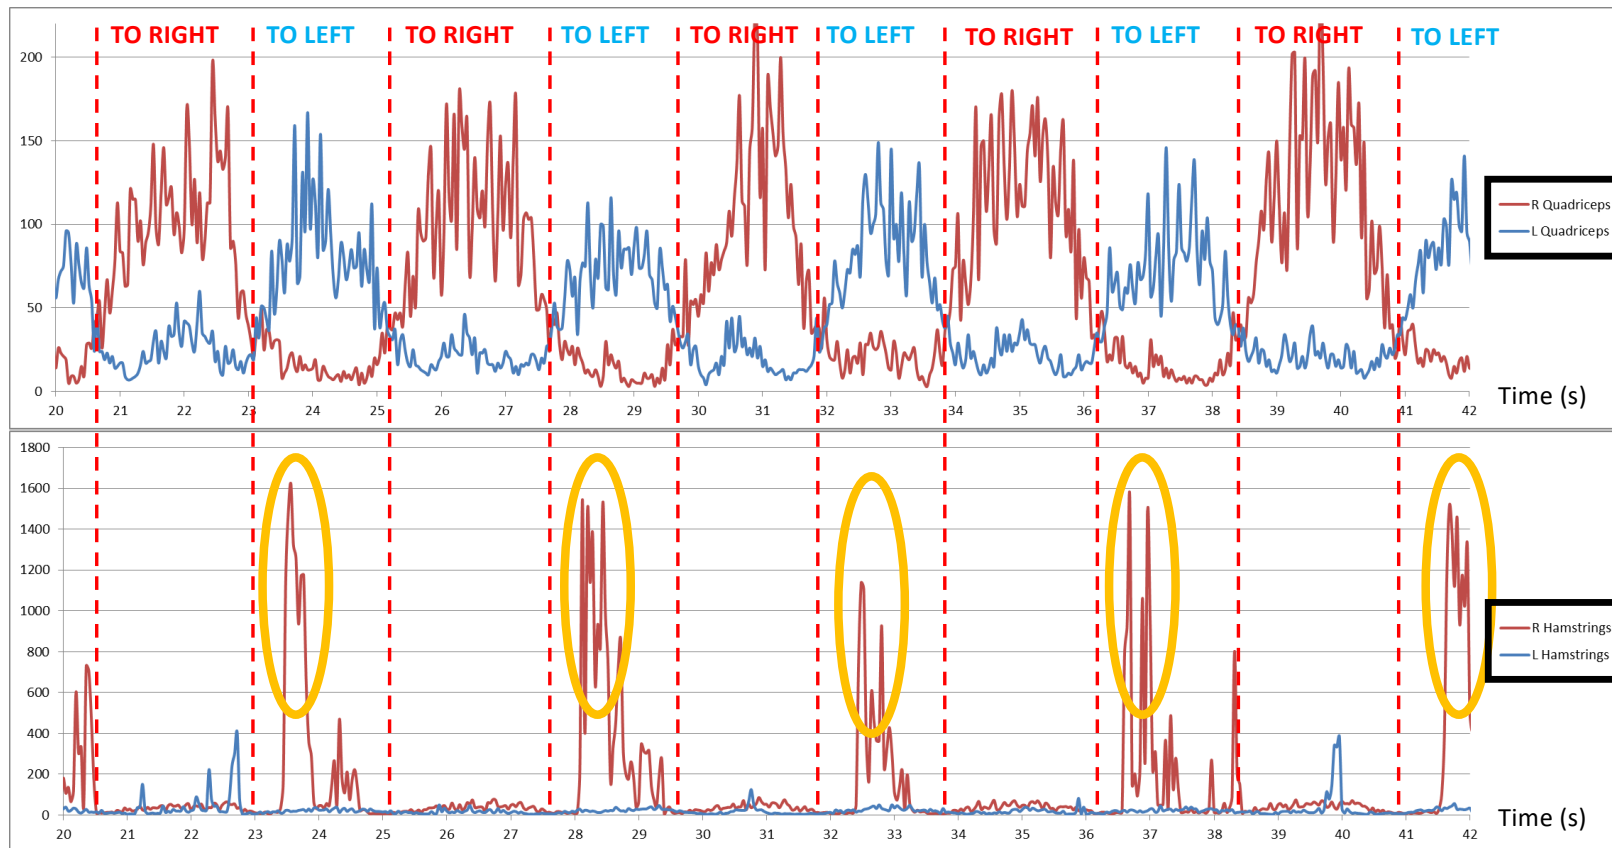 TO RIGHT TO LEFT TO RIGHT TO LEFT TO RIGHT TO LEFT TO RIGHT TO LEFT TO RIGHT TO LEFT
200
150
100
50
0
R Quadriceps
L Quadriceps
20 21 22 23 24 25 26 27 28 29 30 31 32 33 34 35 36 37 38 39 40 41 42
Time (s)
1800
1600
1400
1200
1000
800
600
400
200
0
R Hamstrings
L Hamstrings
20 21 22 23 24 25 26 27 28 29 30 31 32 33 34 35 36 37 38 39 40 41 42
Time (s)